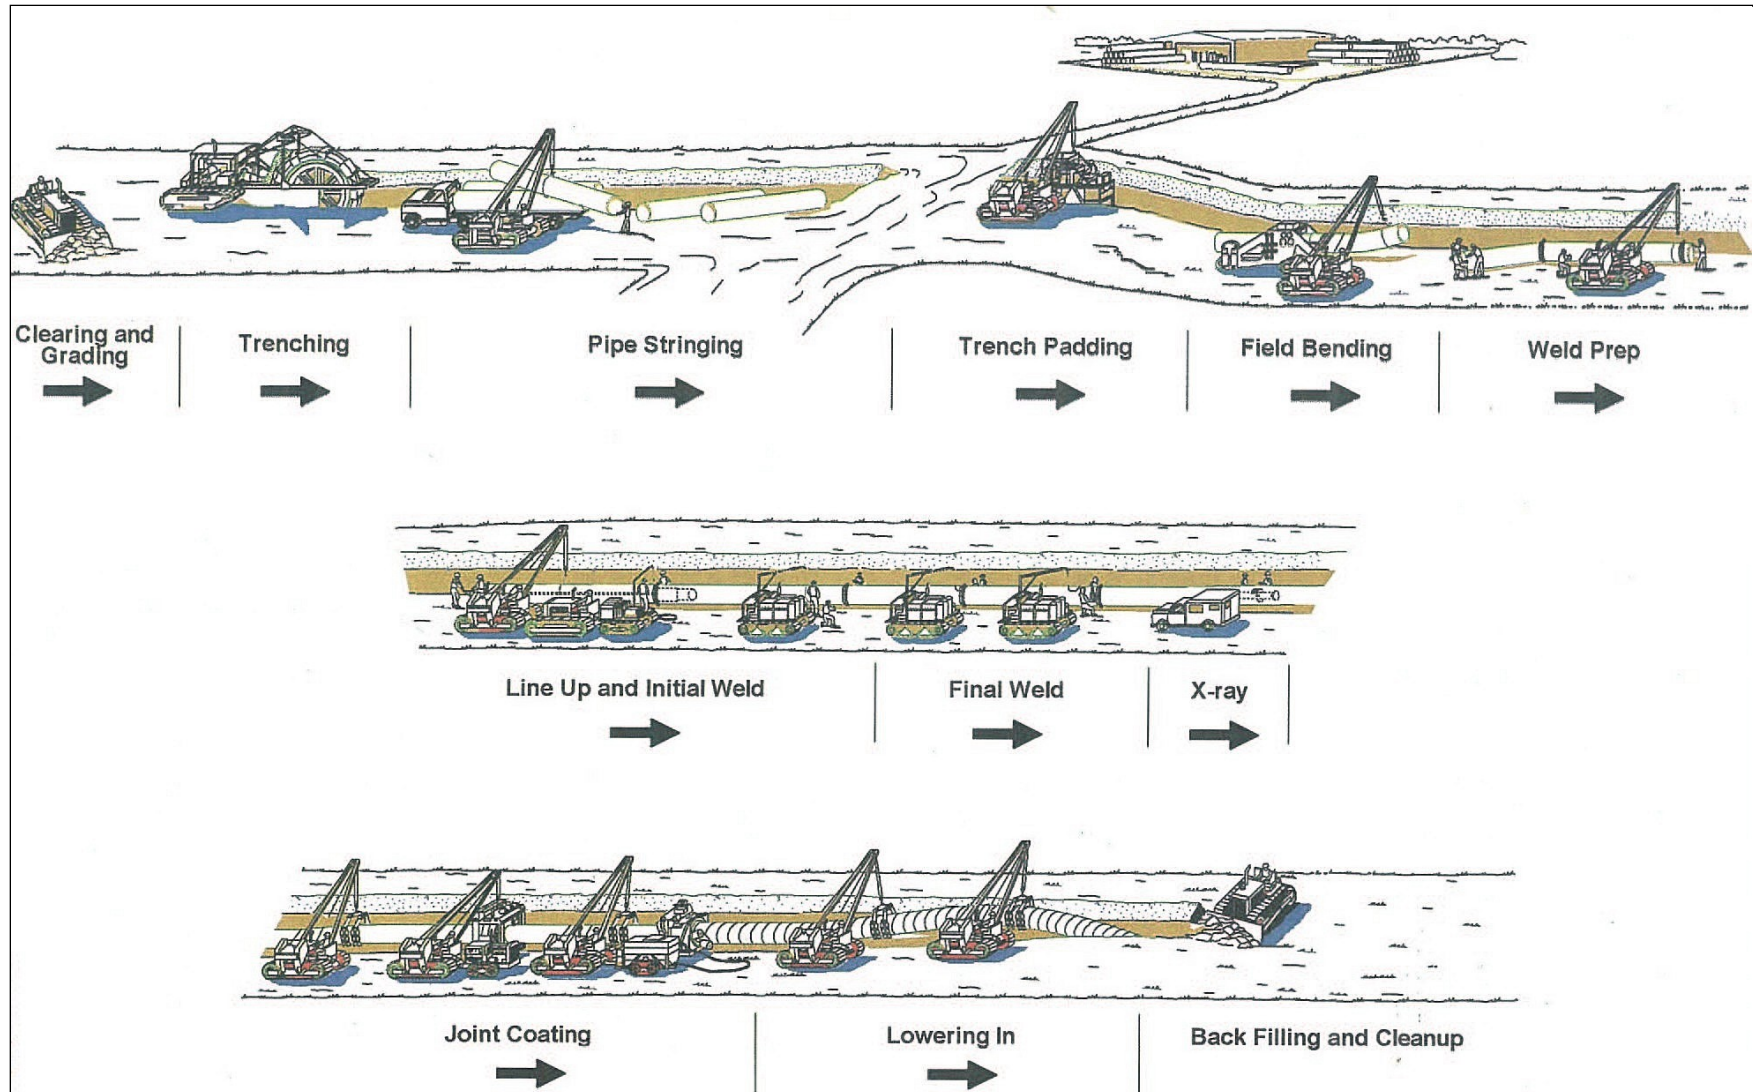 Clearing and
Grading
Trenching
Pipe Stringing
Trench Padding
Field Bending
Weld Prep
Line Up and Initial Weld
Final Weld
X-ray
Joint Coating
Lowering In
Back Filling and Cleanup